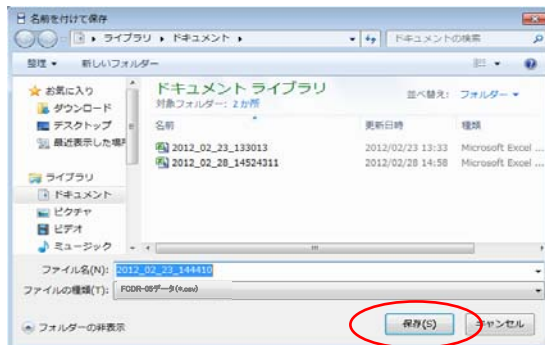 名前を付けて保存
ライブラリ ▸ ドキュメント ▸
ドキュメントの検索
整理 新しいフォルダー
お気に入り
ダウンロード
デスクトップ
最近表示した場所
ライブラリ
ドキュメント
ピクチャ
ビデオ
ミュージック
ドキュメント ライブラリ
対象フォルダー: 2 か所
並べ替え: フォルダー
名前 更新日時 種類
2012_02_23_133013 2012/02/23 13:33 Microsoft Excel ...
2012_02_28_14524311 2012/02/28 14:58 Microsoft Excel ...
ファイル名(N): 2012_02_23_144410
ファイルの種類(T): FCDR-05データ(*.csv)
フォルダーの非表示
保存(S)
キャンセル